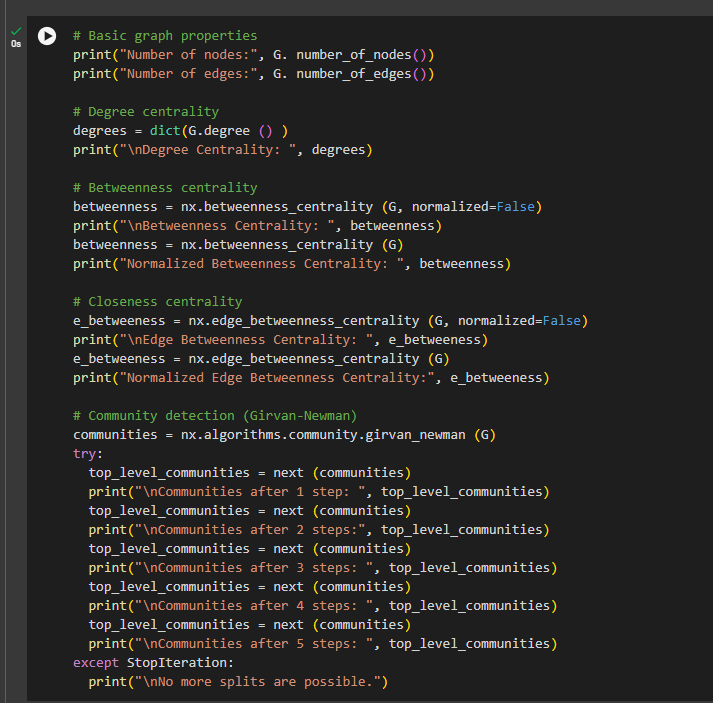 # Basic graph properties
0s
print("Number of nodes:", G. number_of_nodes())
print("Number of edges:", G. number_of_edges())
# Degree centrality
degrees = dict(G.degree () )
print("\nDegree Centrality: ", degrees)
# Betweenness centrality
betweenness = nx.betweenness_centrality (G, normalized=False)
print("\nBetweenness Centrality: ", betweenness)
betweenness = nx.betweenness_centrality (G)
print("Normalized Betweenness Centrality: ", betweenness)
# Closeness centrality
e_betweeness = nx.edge_betweenness_centrality (G, normalized=False)
print("\nEdge Betweenness Centrality: ", e_betweeness)
e_betweeness = nx.edge_betweenness_centrality (G)
print("Normalized Edge Betweenness Centrality:", e_betweeness)
# Community detection (Girvan-Newman)
communities = nx.algorithms.community.girvan_newman (G)
try:
  top_level_communities = next (communities)
  print("\nCommunities after 1 step: ", top_level_communities)
  top_level_communities = next (communities)
  print("\nCommunities after 2 steps:", top_level_communities)
  top_level_communities = next (communities)
  print("\nCommunities after 3 steps: ", top_level_communities)
  top_level_communities = next (communities)
  print("\nCommunities after 4 steps: ", top_level_communities)
  top_level_communities = next (communities)
  print("\nCommunities after 5 steps: ", top_level_communities)
except StopIteration:
  print("\nNo more splits are possible.")